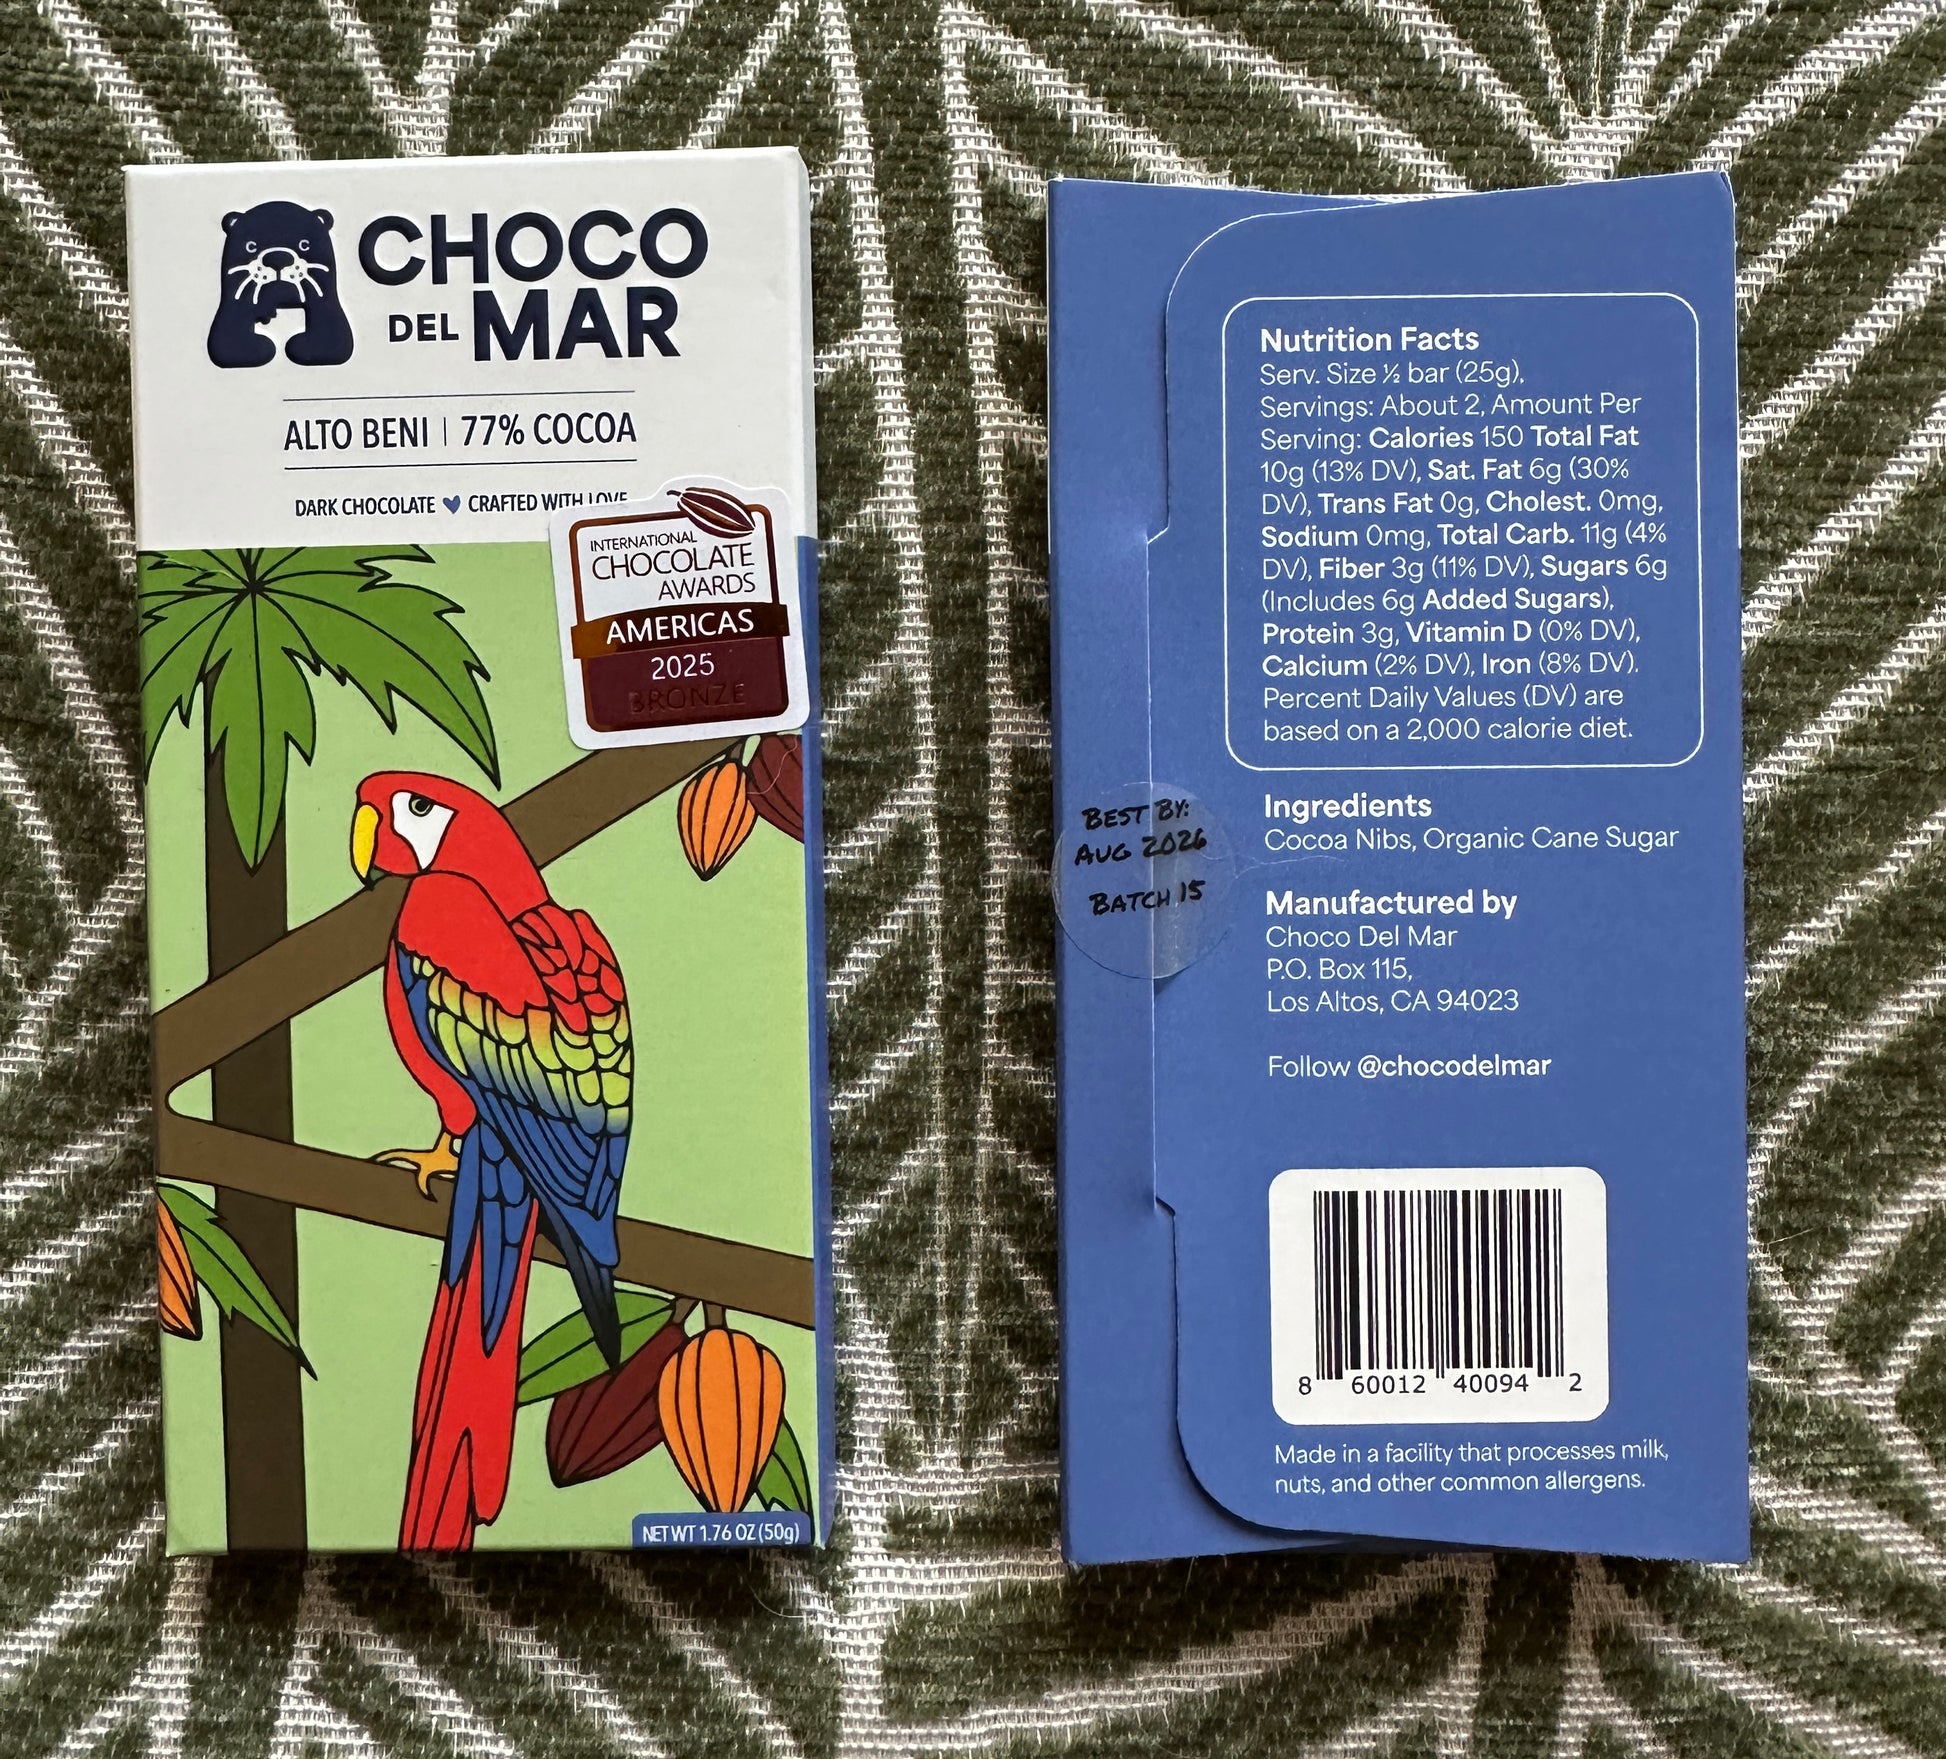 CHOCO
DEL MAR
ALTO BENI | 77% COCOA
DARK CHOCOLATE CRAFTED WITH LOVE
INTERNATIONAL
CHOCOLATE
AWARDS
AMERICAS
2025
BRONZE
NET WT 1.76 OZ (50g)
Nutrition Facts
Serv. Size ½ bar (25g),
Servings: About 2, Amount Per
Serving: Calories 150 Total Fat
10g (13% DV), Sat. Fat 6g (30%
DV), Trans Fat 0g, Cholest. 0mg,
Sodium 0mg, Total Carb. 11g (4%
DV), Fiber 3g (11% DV), Sugars 6g
(Includes 6g Added Sugars),
Protein 3g, Vitamin D (0% DV),
Calcium (2% DV), Iron (8% DV).
Percent Daily Values (DV) are
based on a 2,000 calorie diet.
BEST BY:
AUG 2026
BATCH 15
Ingredients
Cocoa Nibs, Organic Cane Sugar
Manufactured by
Choco Del Mar
P.O. Box 115,
Los Altos, CA 94023
Follow @chocodelmar
8 60012 40094 2
Made in a facility that processes milk,
nuts, and other common allergens.